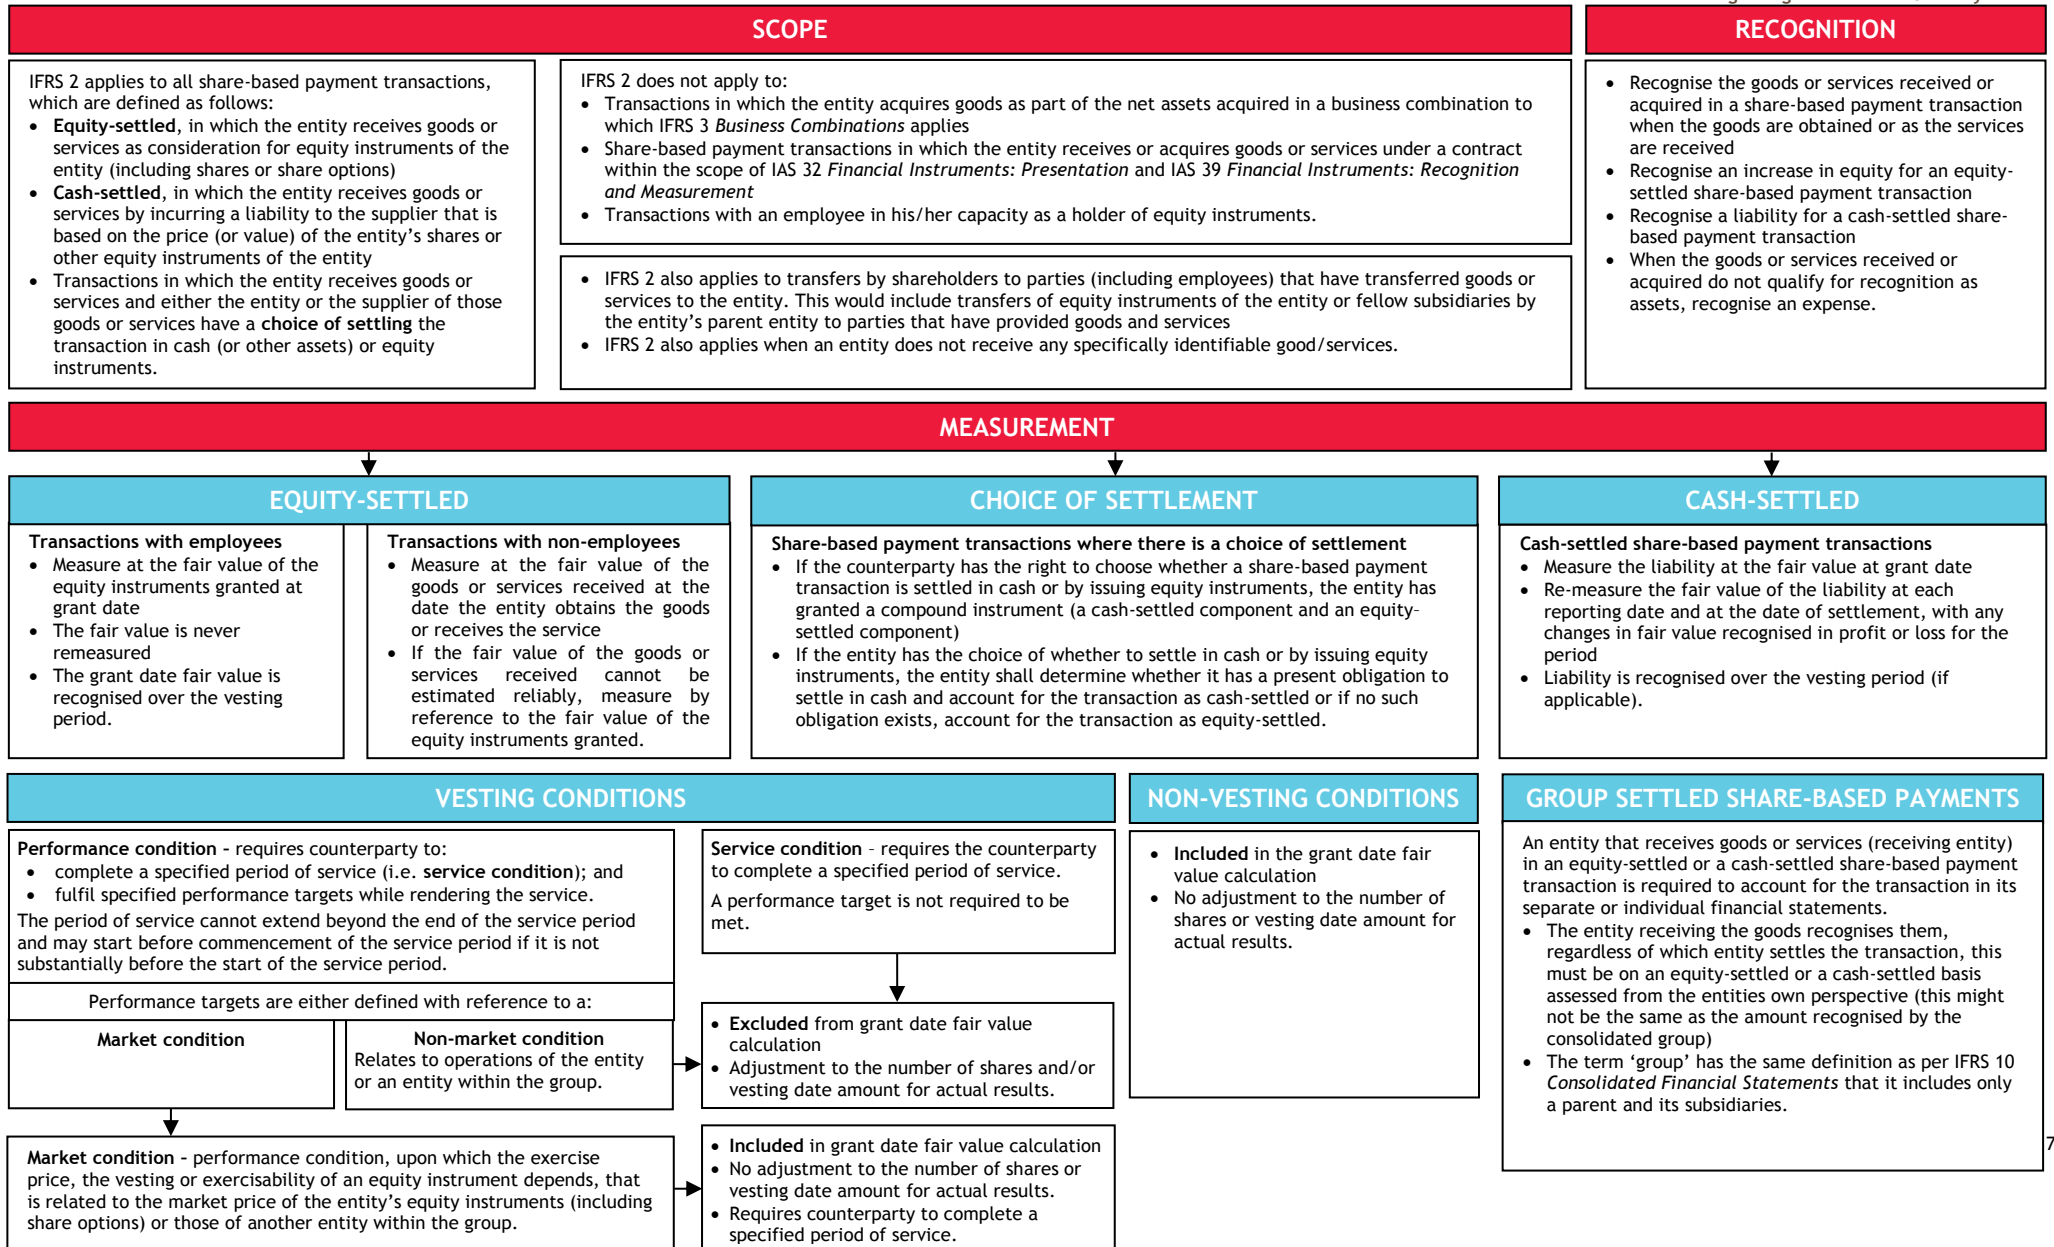 SCOPE
IFRS 2 applies to all share-based payment transactions,
which are defined as follows:
• Equity-settled, in which the entity receives goods or
services as consideration for equity instruments of the
entity (including shares or share options)
• Cash-settled, in which the entity receives goods or
services by incurring a liability to the supplier that is
based on the price (or value) of the entity’s shares or
other equity instruments of the entity
• Transactions in which the entity receives goods or
services and either the entity or the supplier of those
goods or services have a choice of settling the
transaction in cash (or other assets) or equity
instruments.
IFRS 2 does not apply to:
• Transactions in which the entity acquires goods as part of the net assets acquired in a business combination to
which IFRS 3 Business Combinations applies
• Share-based payment transactions in which the entity receives or acquires goods or services under a contract
within the scope of IAS 32 Financial Instruments: Presentation and IAS 39 Financial Instruments: Recognition
and Measurement
• Transactions with an employee in his/her capacity as a holder of equity instruments.
• IFRS 2 also applies to transfers by shareholders to parties (including employees) that have transferred goods or
services to the entity. This would include transfers of equity instruments of the entity or fellow subsidiaries by
the entity’s parent entity to parties that have provided goods and services
• IFRS 2 also applies when an entity does not receive any specifically identifiable good/services.
RECOGNITION
• Recognise the goods or services received or
acquired in a share-based payment transaction
when the goods are obtained or as the services
are received
• Recognise an increase in equity for an equity-
settled share-based payment transaction
• Recognise a liability for a cash-settled share-
based payment transaction
• When the goods or services received or
acquired do not qualify for recognition as
assets, recognise an expense.
MEASUREMENT
EQUITY-SETTLED
Transactions with employees
• Measure at the fair value of the
equity instruments granted at
grant date
• The fair value is never
remeasured
• The grant date fair value is
recognised over the vesting
period.
Transactions with non-employees
• Measure at the fair value of the
goods or services received at the
date the entity obtains the goods
or receives the service
• If the fair value of the goods or
services received cannot be
estimated reliably, measure by
reference to the fair value of the
equity instruments granted.
CHOICE OF SETTLEMENT
Share-based payment transactions where there is a choice of settlement
• If the counterparty has the right to choose whether a share-based payment
transaction is settled in cash or by issuing equity instruments, the entity has
granted a compound instrument (a cash-settled component and an equity-
settled component)
• If the entity has the choice of whether to settle in cash or by issuing equity
instruments, the entity shall determine whether it has a present obligation to
settle in cash and account for the transaction as cash-settled or if no such
obligation exists, account for the transaction as equity-settled.
CASH-SETTLED
Cash-settled share-based payment transactions
• Measure the liability at the fair value at grant date
• Re-measure the fair value of the liability at each
reporting date and at the date of settlement, with any
changes in fair value recognised in profit or loss for the
period
• Liability is recognised over the vesting period (if
applicable).
VESTING CONDITIONS
Performance condition – requires counterparty to:
• complete a specified period of service (i.e. service condition); and
• fulfil specified performance targets while rendering the service.
The period of service cannot extend beyond the end of the service period
and may start before commencement of the service period if it is not
substantially before the start of the service period.
Performance targets are either defined with reference to a:
Market condition
Non-market condition
Relates to operations of the entity
or an entity within the group.
Market condition – performance condition, upon which the exercise
price, the vesting or exercisability of an equity instrument depends, that
is related to the market price of the entity’s equity instruments (including
share options) or those of another entity within the group.
Service condition – requires the counterparty
to complete a specified period of service.
A performance target is not required to be
met.
• Excluded from grant date fair value
calculation
• Adjustment to the number of shares and/or
vesting date amount for actual results.
• Included in grant date fair value calculation
• No adjustment to the number of shares or
vesting date amount for actual results.
• Requires counterparty to complete a
specified period of service.
NON-VESTING CONDITIONS
• Included in the grant date fair
value calculation
• No adjustment to the number of
shares or vesting date amount for
actual results.
GROUP SETTLED SHARE-BASED PAYMENTS
An entity that receives goods or services (receiving entity)
in an equity-settled or a cash-settled share-based payment
transaction is required to account for the transaction in its
separate or individual financial statements.
• The entity receiving the goods recognises them,
regardless of which entity settles the transaction, this
must be on an equity-settled or a cash-settled basis
assessed from the entities own perspective (this might
not be the same as the amount recognised by the
consolidated group)
• The term ‘group’ has the same definition as per IFRS 10
Consolidated Financial Statements that it includes only
a parent and its subsidiaries.
7